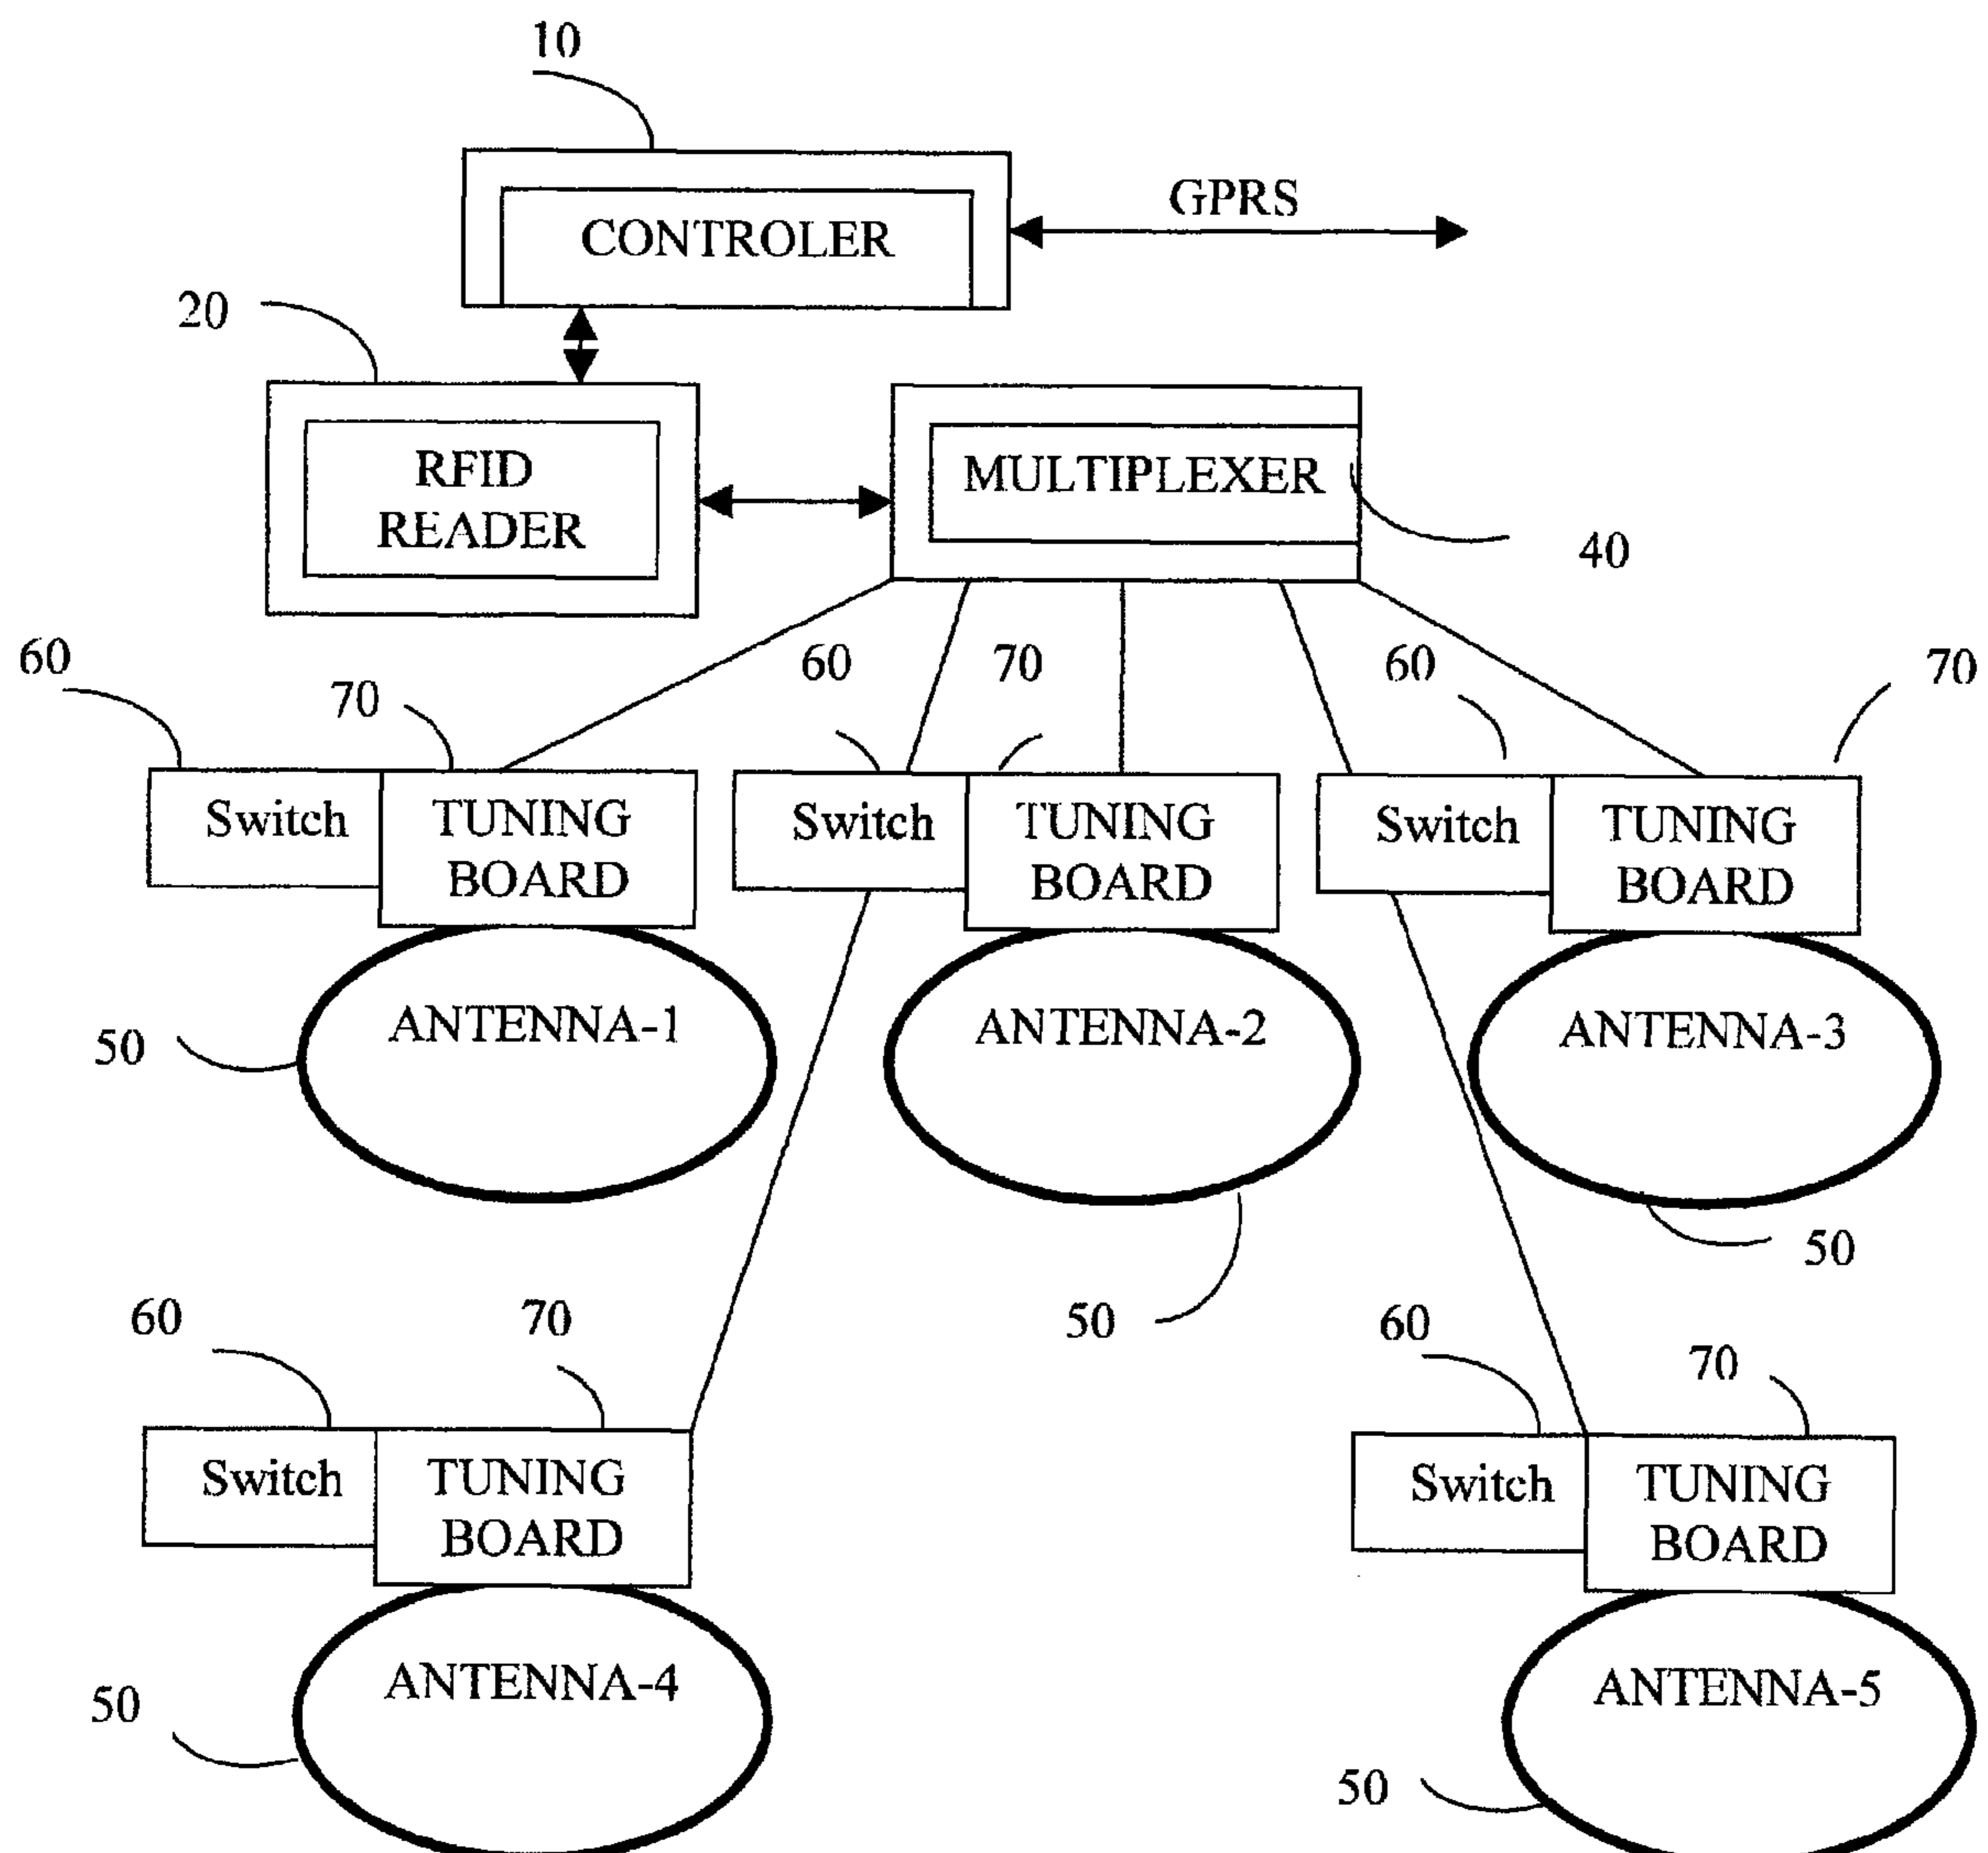 10
CONTROLER
GPRS
20
RFID
READER
MULTIPLEXER
40
60
70
60
70
60
70
Switch
TUNING
BOARD
Switch
TUNING
BOARD
Switch
TUNING
BOARD
ANTENNA-1
ANTENNA-2
ANTENNA-3
50
50
50
60
70
60
70
Switch
TUNING
BOARD
Switch
TUNING
BOARD
ANTENNA-4
ANTENNA-5
50
50